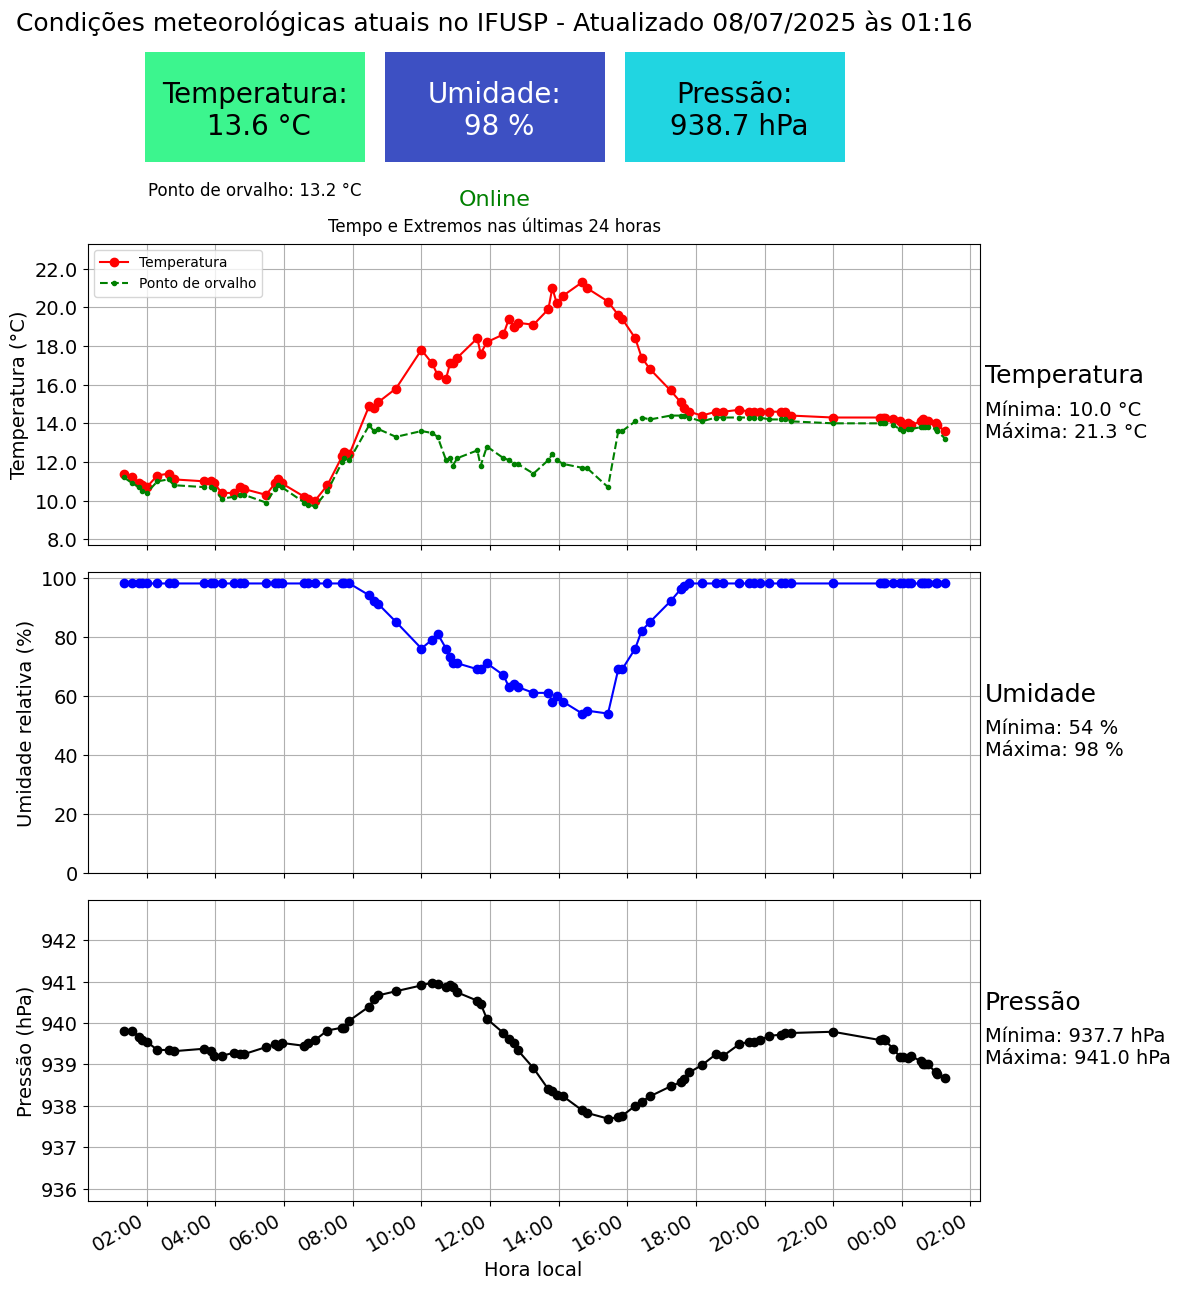 Condições meteorológicas atuais no IFUSP - Atualizado 08/07/2025 às 01:16
Temperatura:
13.6 °C
Umidade:
98 %
Pressão:
938.7 hPa
Ponto de orvalho: 13.2 °C
Online
Tempo e Extremos nas últimas 24 horas
Temperatura
Ponto de orvalho
Temperatura (°C)
22.0
20.0
18.0
16.0
14.0
12.0
10.0
8.0
Temperatura
Mínima: 10.0 °C
Máxima: 21.3 °C
Umidade relativa (%)
100
80
60
40
20
0
Umidade
Mínima: 54 %
Máxima: 98 %
Pressão (hPa)
942
941
940
939
938
937
936
Pressão
Mínima: 937.7 hPa
Máxima: 941.0 hPa
02:00 04:00 06:00 08:00 10:00 12:00 14:00 16:00 18:00 20:00 22:00 00:00 02:00
Hora local